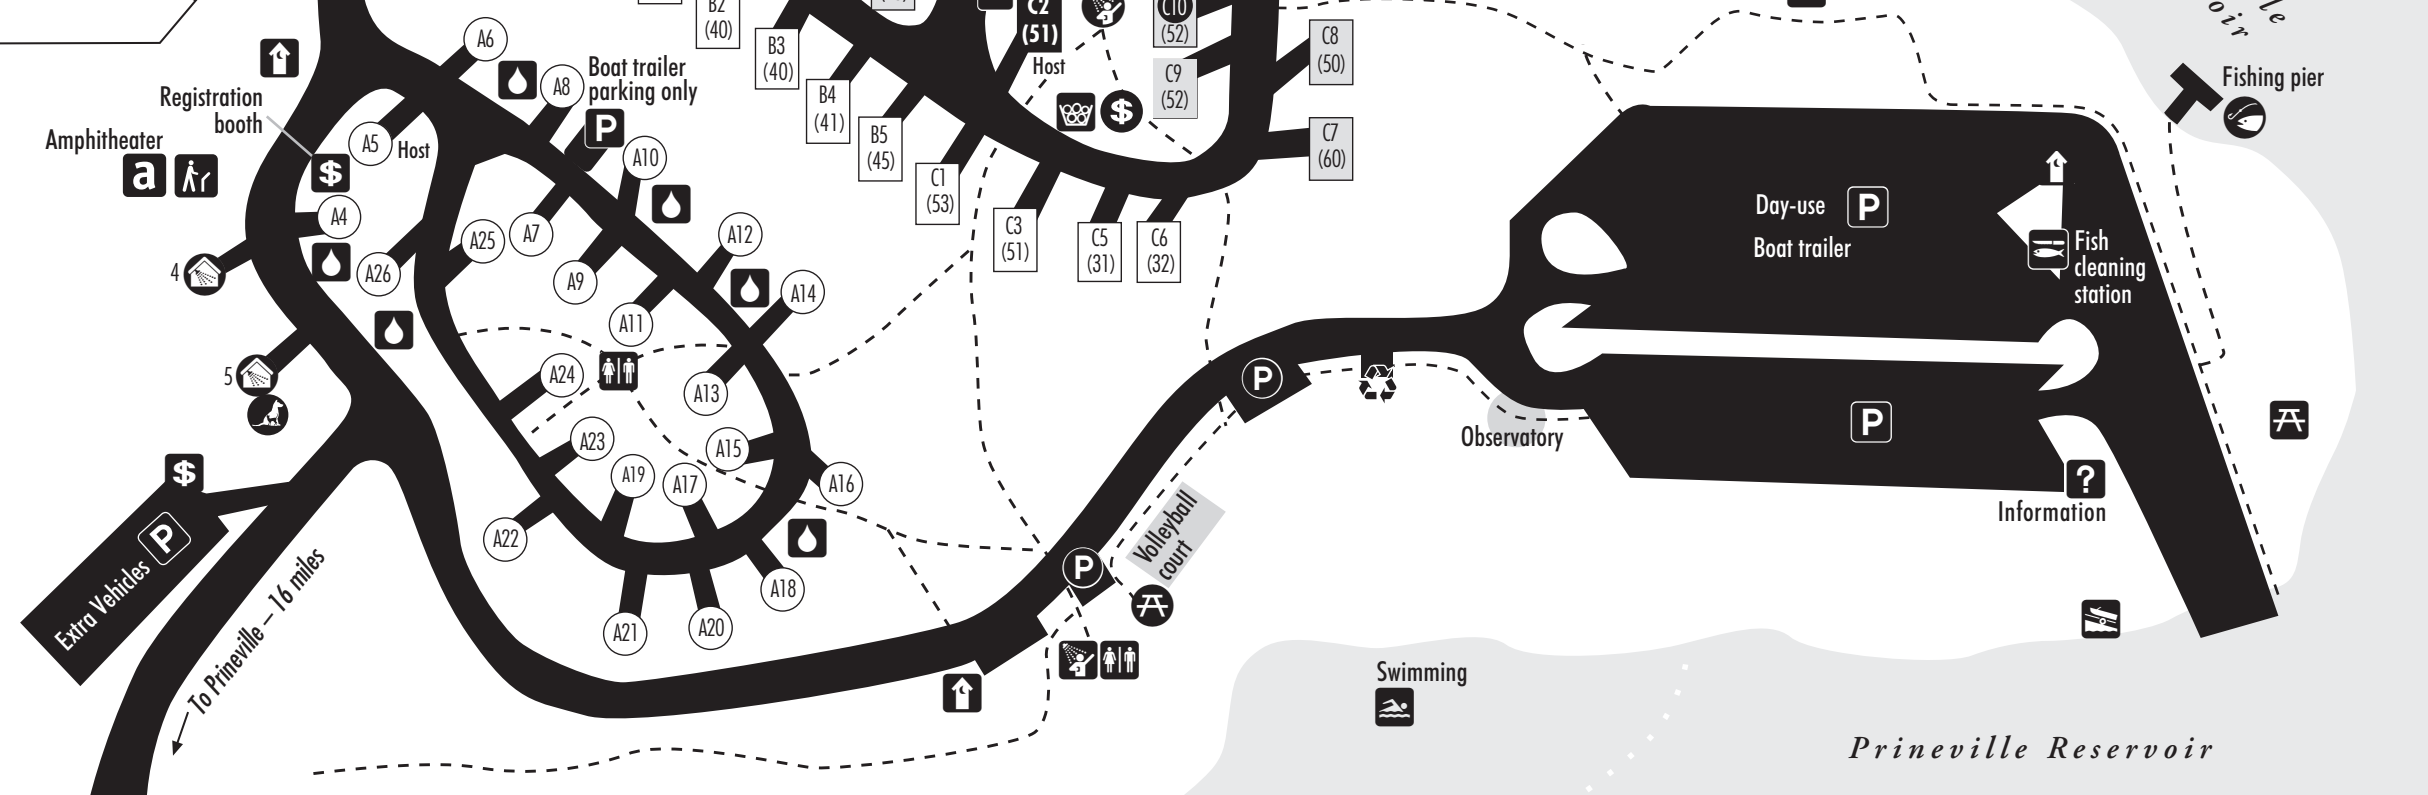 B2
(40)
B3
(40)
B4
(41)
B5
(45)
C1
(53)
C2
(51)
Host
C10
(52)
C9
(52)
C8
(50)
C7
(60)
C3
(51)
C5
(31)
C6
(32)
$
A6
A8
Boat trailer
parking only
P
A10
Registration
booth
Amphitheater
a
$
A5
Host
A4
4
A26
A25
A7
A9
A12
A14
A11
5
A24
A13
A23
A15
A19
A17
A16
A22
A18
A21
A20
$
P
Extra Vehicles
To Prineville – 16 miles
P
P
Volleyball
court
Observatory
Day-use
P
Boat trailer
Fish
cleaning
station
Fishing pier
P
?
Information
Swimming
Prineville Reservoir